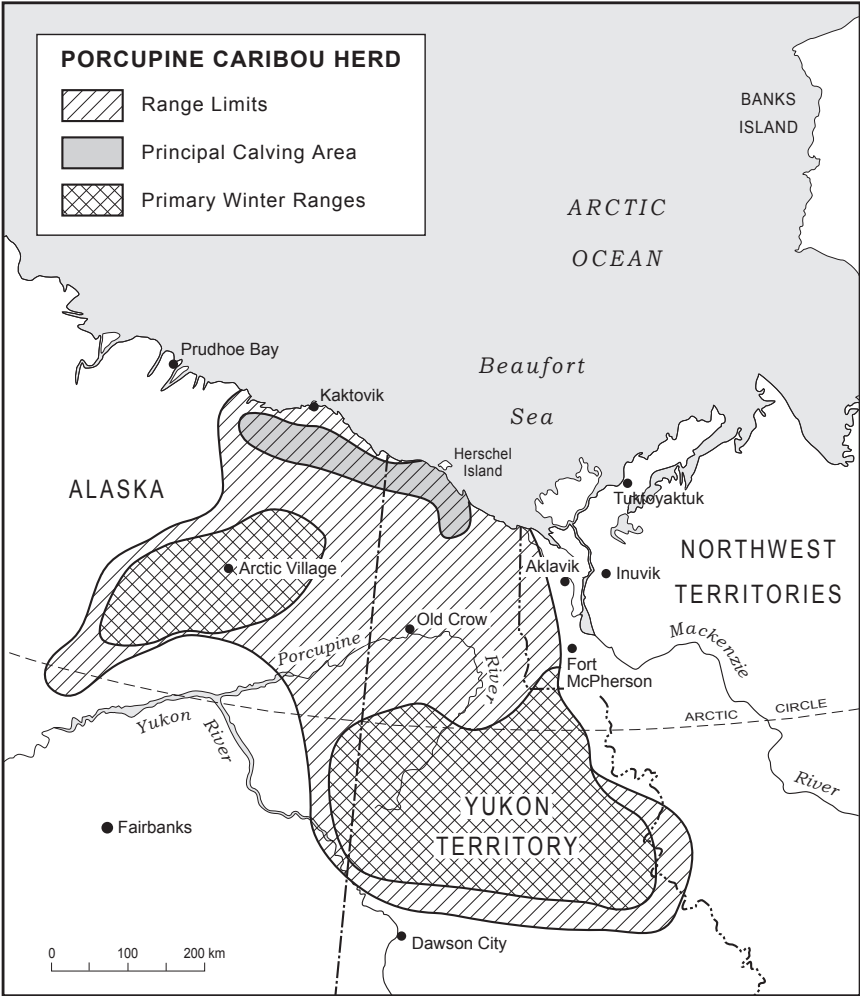 PORCUPINE CARIBOU HERD
Range Limits
Principal Calving Area
Primary Winter Ranges
BANKS
ISLAND
ARCTIC
OCEAN
Prudhoe Bay
Beaufort
Sea
Kaktovik
Herschel
Island
ALASKA
Tuktoyaktuk
NORTHWEST
TERRITORIES
Arctic Village
Aklavik
Inuvik
Old Crow
Porcupine
River
Mackenzie
River
Fort
McPherson
Yukon
River
ARCTIC CIRCLE
YUKON
TERRITORY
Fairbanks
Dawson City
0 100 200 km